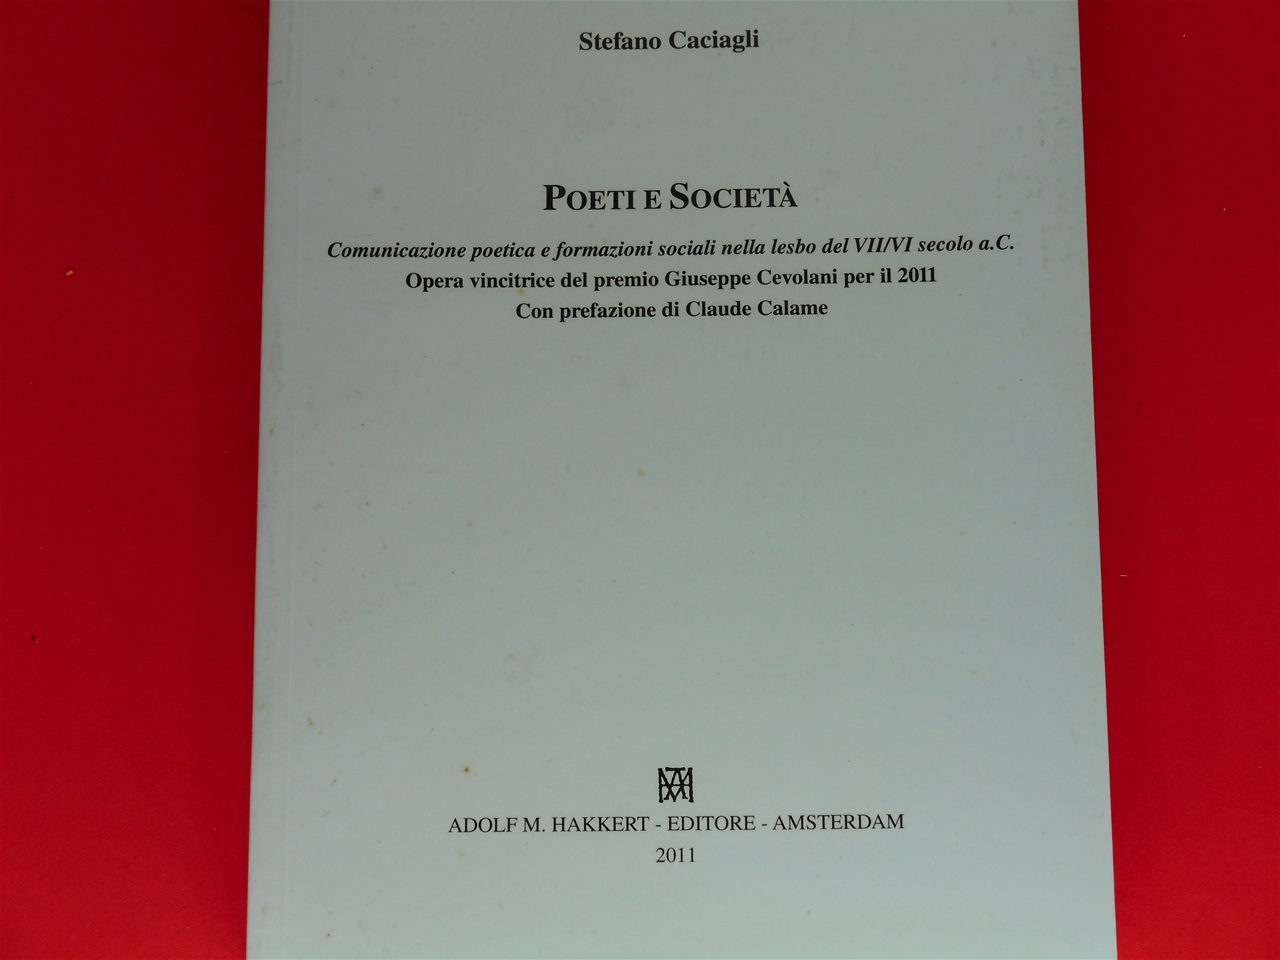 Stefano Caciagli
POETI E SOCIETÀ
Comunicazione poetica e formazioni sociali nella lesbo del VII/VI secolo a.C.
Opera vincitrice del premio Giuseppe Cevolani per il 2011
Con prefazione di Claude Calame
ADOLF M. HAKKERT - EDITORE - AMSTERDAM
2011